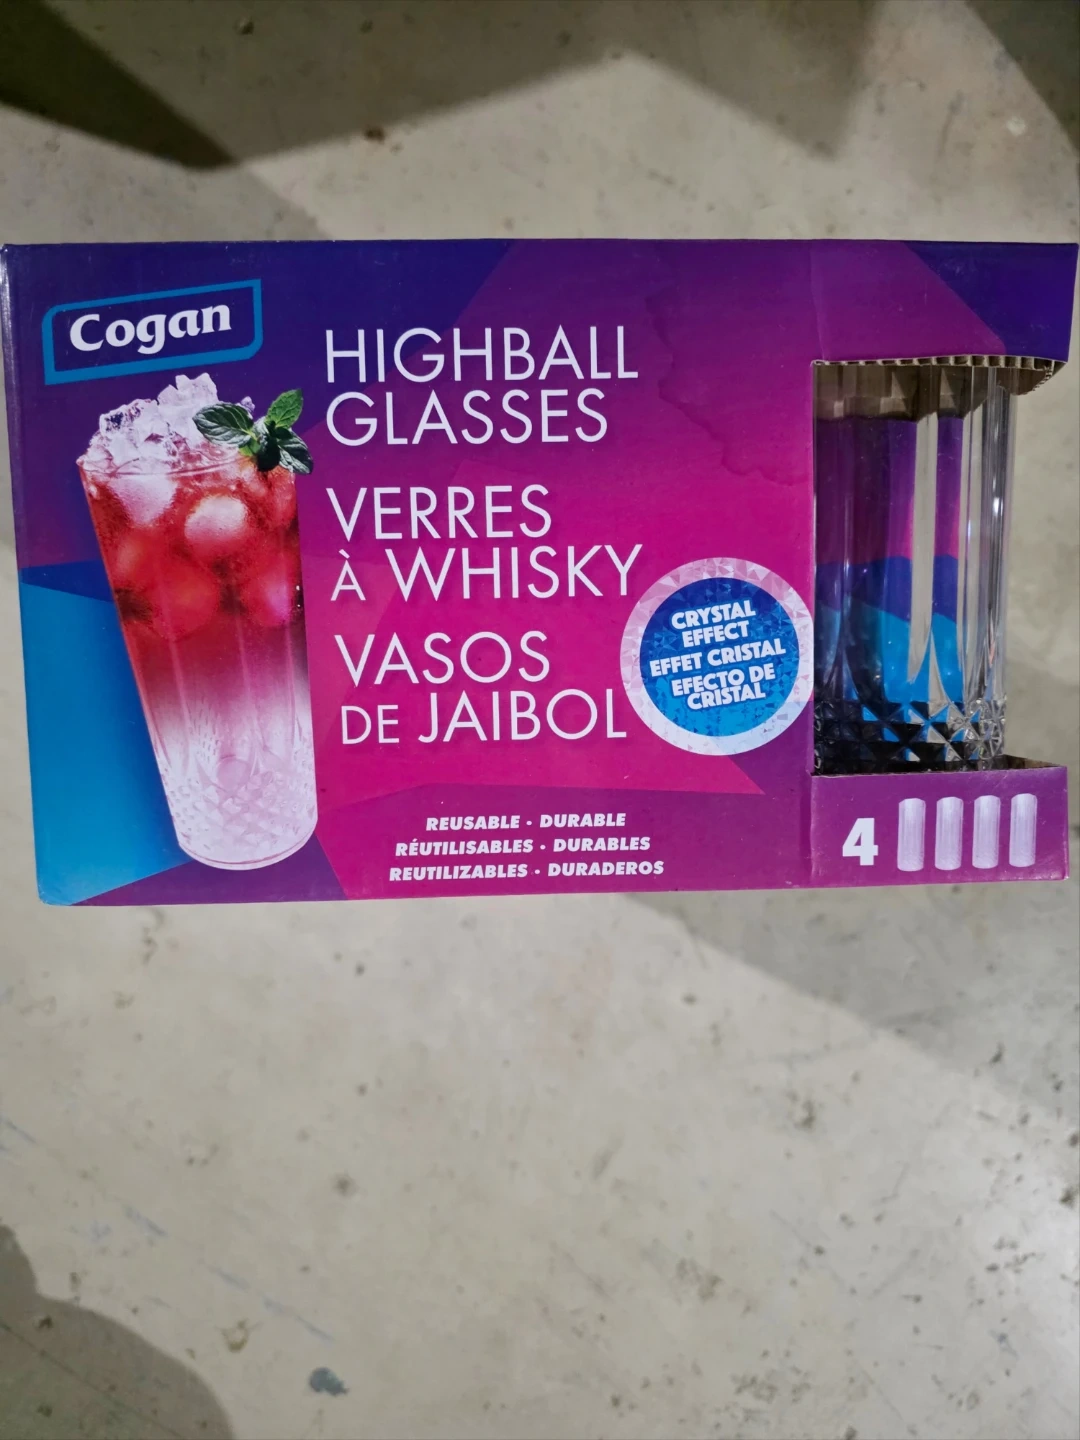 Cogan
HIGHBALL
GLASSES
VERRES
À WHISKY
VASOS
DE JAIBOL
CRYSTAL
EFFECT
EFFET CRISTAL
EFECTO DE
CRISTAL
REUSABLE · DURABLE
RÉUTILISABLES · DURABLES
REUTILIZABLES · DURADEROS
4